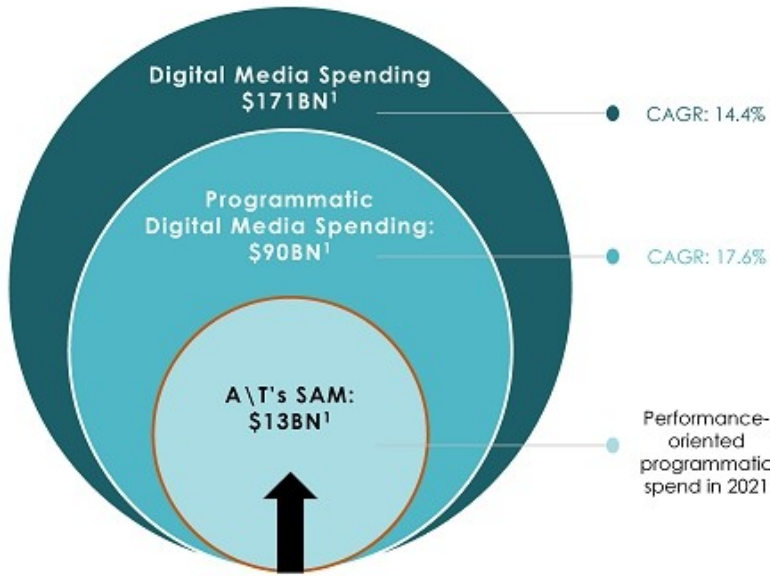 Digital Media Spending
$171BN¹
CAGR: 14.4%
Programmatic
Digital Media Spending:
$90BN¹
CAGR: 17.6%
A\T's SAM:
$13BN¹
Performance-
oriented
programmatic
spend in 2021